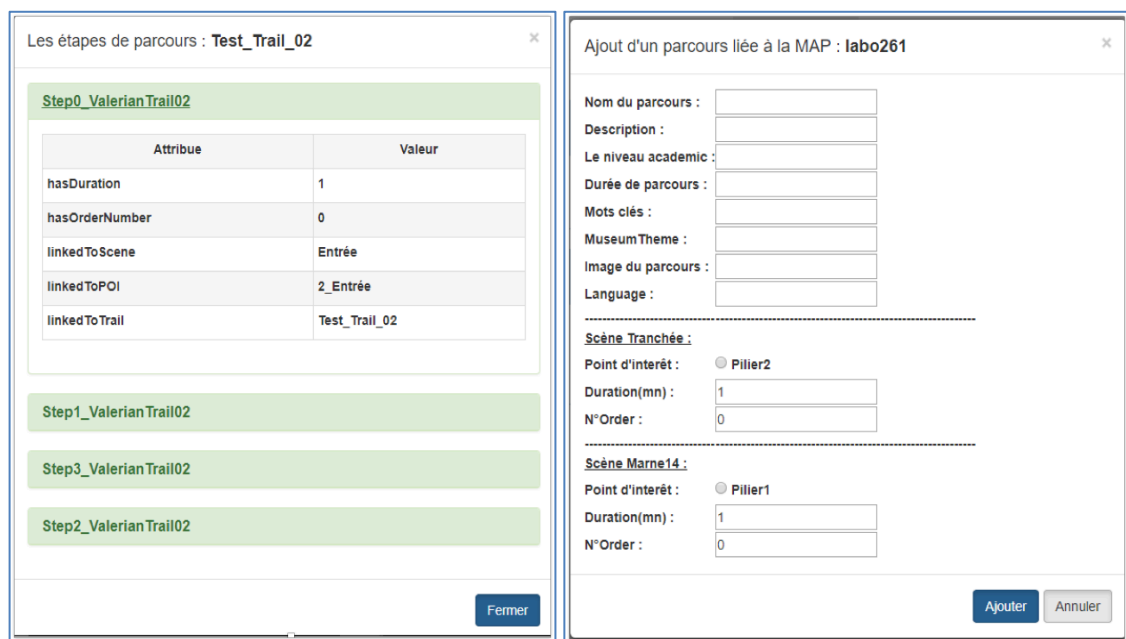 Les étapes de parcours : Test_Trail_02 ×
Step0_ValerianTrail02
Attribue Valeur
hasDuration 1
hasOrderNumber 0
linkedToScene Entrée
linkedToPOI 2_Entrée
linkedToTrail Test_Trail_02
Step1_ValerianTrail02
Step3_ValerianTrail02
Step2_ValerianTrail02
Fermer
Ajout d'un parcours liée à la MAP : labo261 ×
Nom du parcours :
Description :
Le niveau academic :
Durée de parcours :
Mots clés :
MuseumTheme :
Image du parcours :
Language :
Scène Tranchée :
Point d'interêt : Pilier2
Duration(mn) : 1
N°Order : 0
Scène Marne14 :
Point d'interêt : Pilier1
Duration(mn) : 1
N°Order : 0
Ajouter Annuler